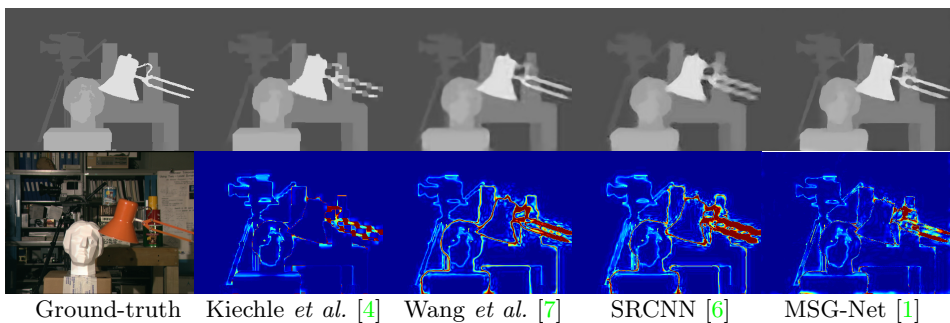 Ground-truth Kiechle et al. [4] Wang et al. [7] SRCNN [6] MSG-Net [1]